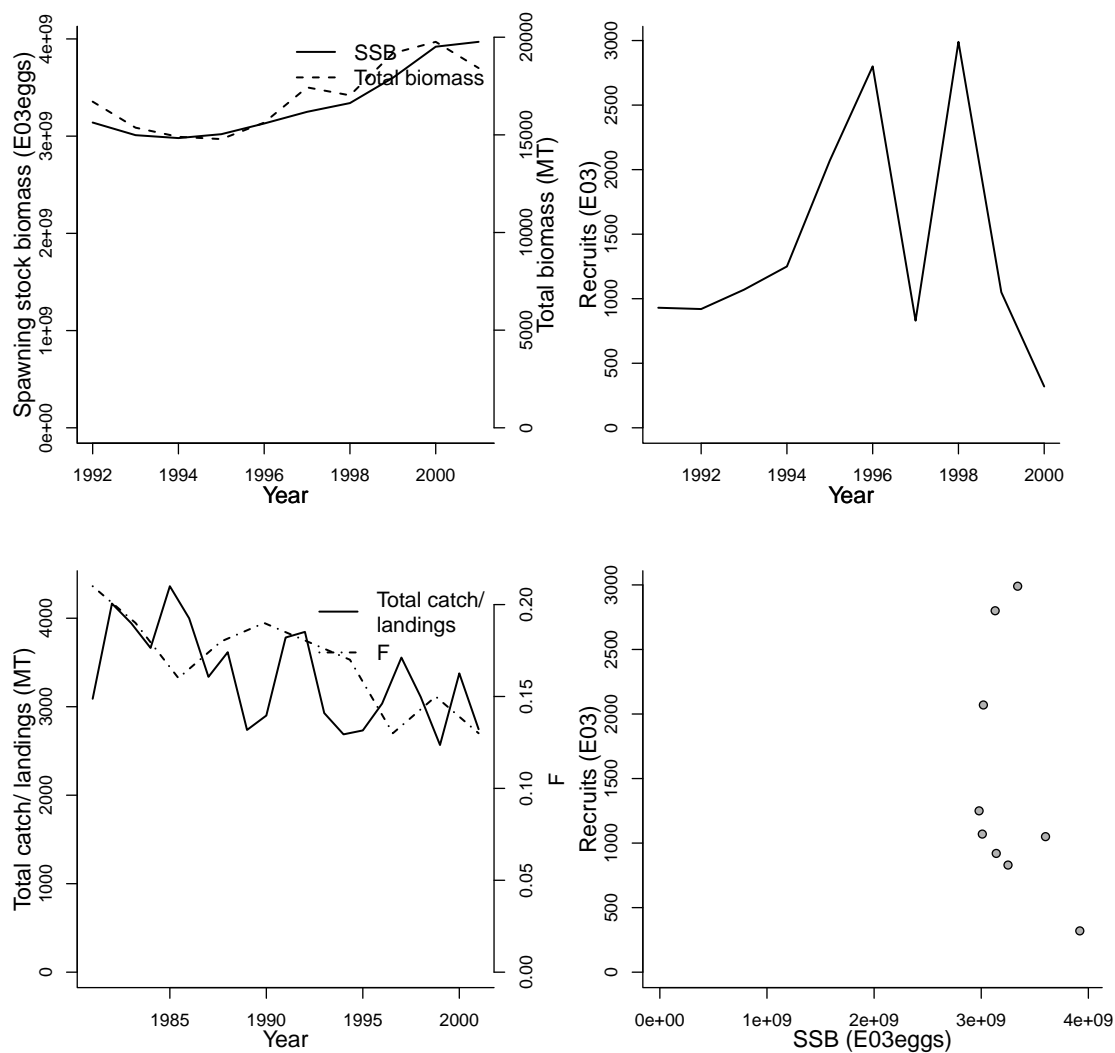 Spawning stock biomass (E03eggs)
0e+00
1e+09
2e+09
3e+09
4e+09
SSB
Total biomass
0
5000
10000
15000
20000
Total biomass (MT)
1992
1994
1996
1998
2000
Year
Recruits (E03)
0
500
1000
1500
2000
2500
3000
1992
1994
1996
1998
2000
Year
Total catch/ landings (MT)
0
1000
2000
3000
4000
Total catch/
landings
F
0.00
0.05
0.10
0.15
0.20
F
1985
1990
1995
2000
Year
Recruits (E03)
0
500
1000
1500
2000
2500
3000
0e+00
1e+09
2e+09
3e+09
4e+09
SSB (E03eggs)